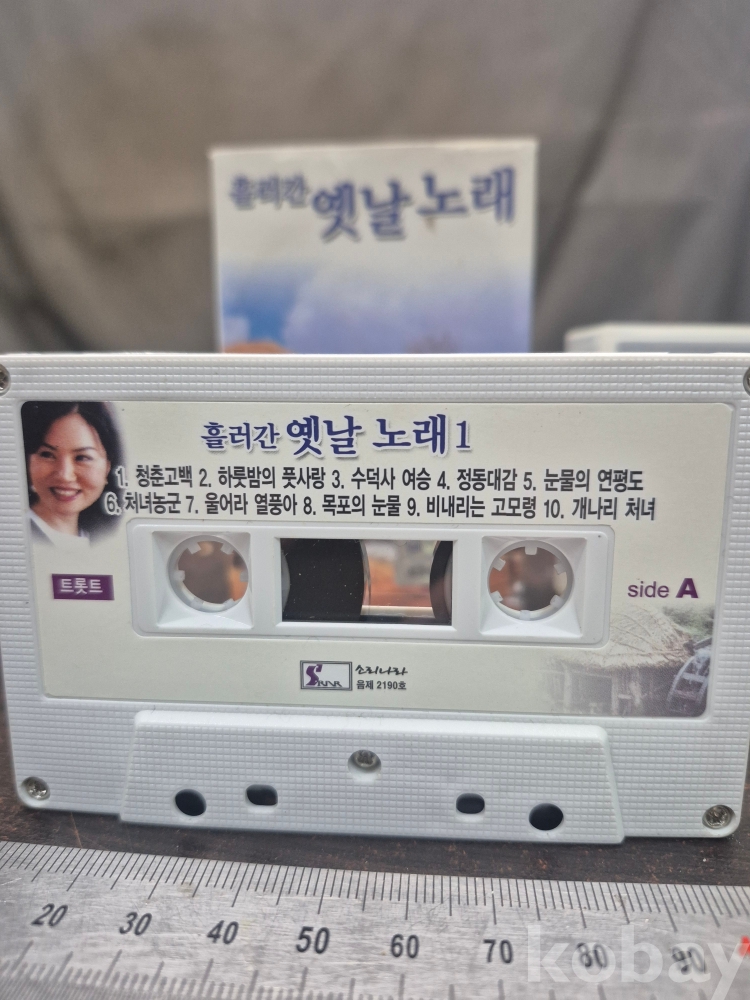 흘러간 옛날 노래
흘러간 옛날 노래 1
1. 청춘고백 2. 하룻밤의 풋사랑 3. 수덕사 여승 4. 정동대감 5. 눈물의 연평도
6. 처녀농군 7. 울어라 열풍아 8. 목포의 눈물 9. 비내리는 고모령 10. 개나리 처녀
트롯트
side A
소리나라
음제 2190호
20 30 40 50 60 70 80 90
kobay